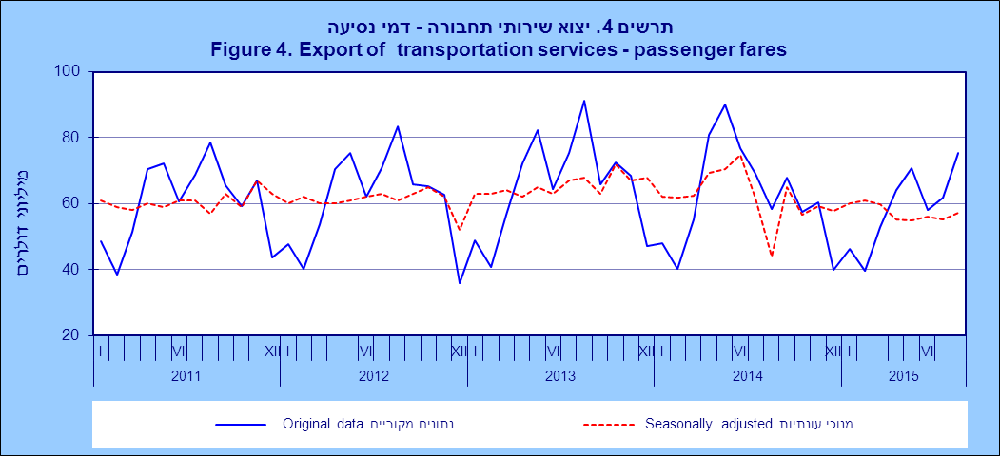 תרשים 4. יצוא שירותי תחבורה - דמי נסיעה
Figure 4. Export of transportation services - passenger fares
מיליוני דולרים
100
80
60
40
20
I VI XII I VI XII I VI XII I VI XII I VI
2011 2012 2013 2014 2015
Original data נתונים מקוריים Seasonally adjusted מנוכי עונתיות